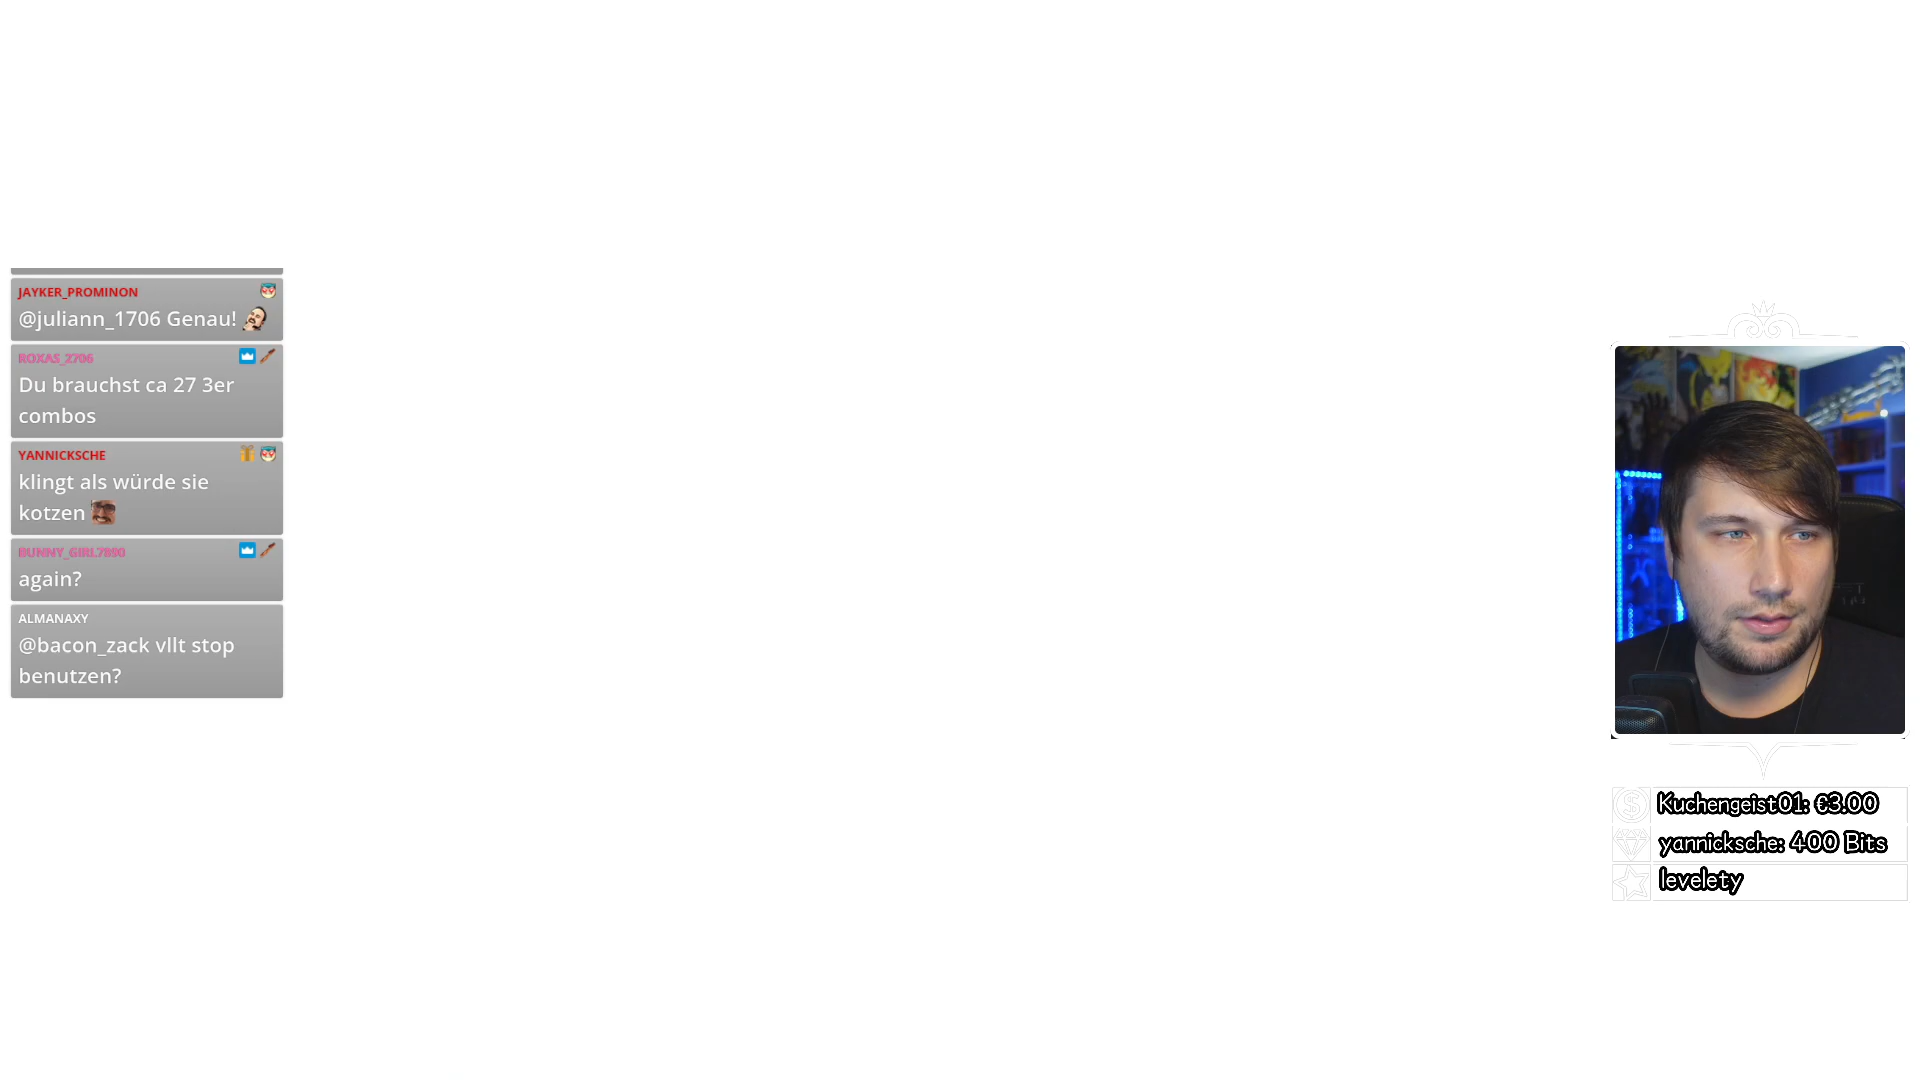 JAYKER_PROMINON
@juliann_1706 Genau!
ROXAS_2706
Du brauchst ca 27 3er
combos
YANNICKSCHE
klingt als würde sie
kotzen
BUNNY_GIRL7890
again?
ALMANAXY
@bacon_zack vllt stop
benutzen?
Kuchengeist01: €3.00
yannicksche: 400 Bits
levelety